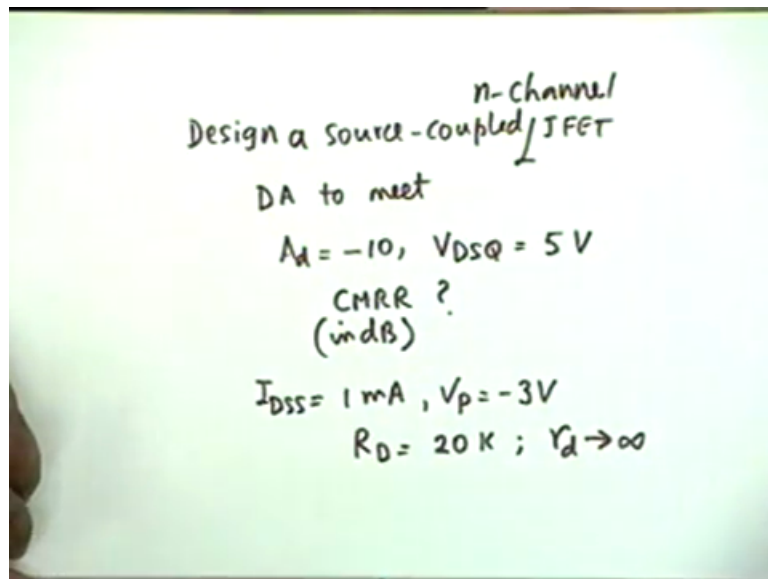 n-channel
Design a source-coupled JFET
DA to meet
Ad = -10, VDSQ = 5 V
CMRR ?
(in dB)
IDSS = 1 mA, Vp = -3V
RD = 20 K ; rd → ∞